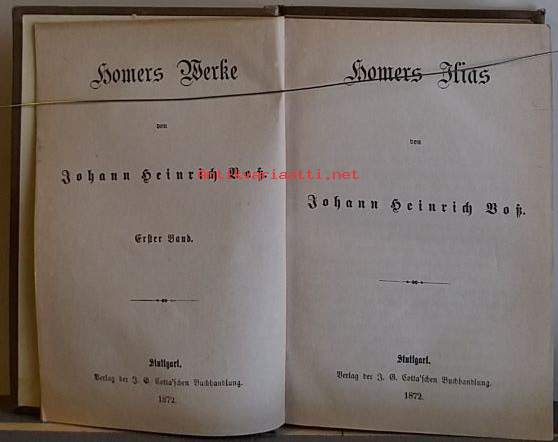 Homers Werke
von
Johann Heinrich Voß.
Erster Band.
Stuttgart.
Verlag der J. G. Cotta'schen Buchhandlung.
1872.
Homers Ilias
von
Johann Heinrich Voß.
Stuttgart.
Verlag der J. G. Cotta'schen Buchhandlung.
1872.
Antikvariaatti.net